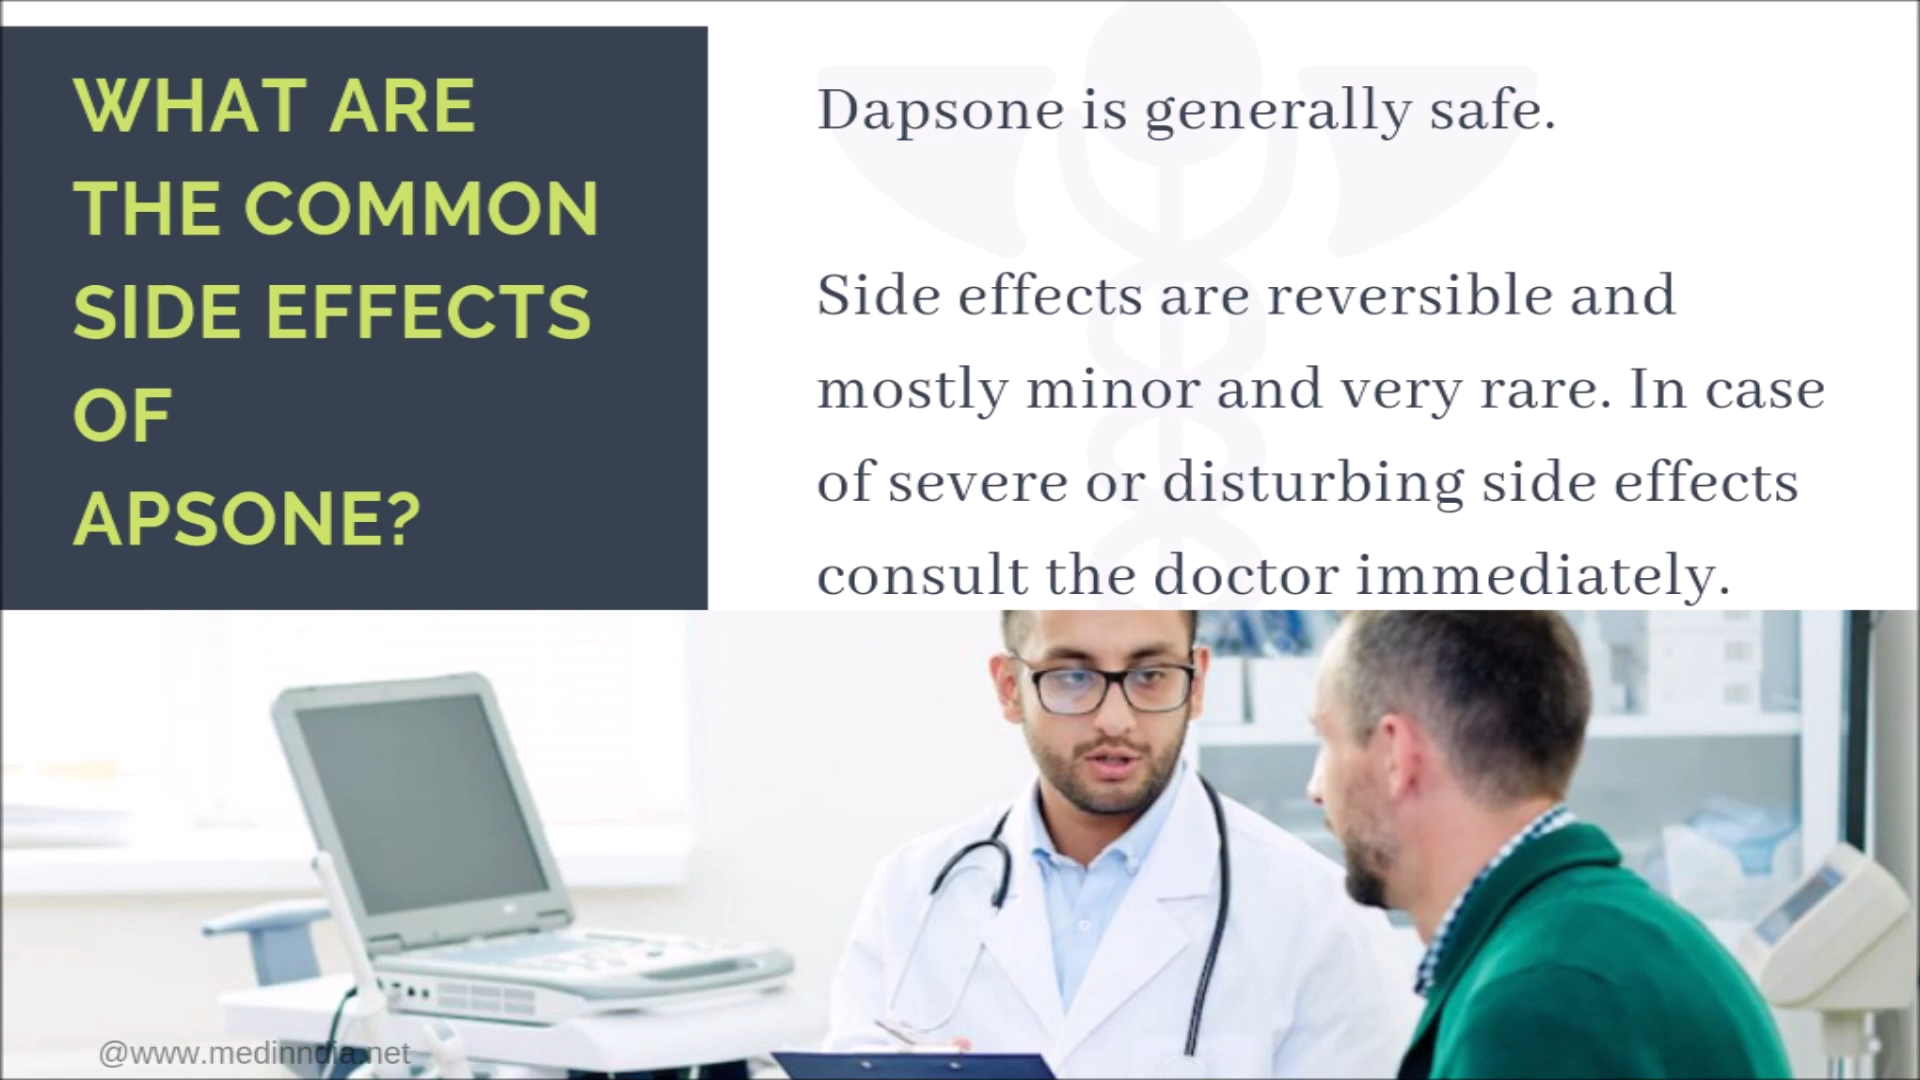 WHAT ARE
THE COMMON
SIDE EFFECTS
OF
APSONE?
Dapsone is generally safe.
Side effects are reversible and
mostly minor and very rare. In case
of severe or disturbing side effects
consult the doctor immediately.
@www.medinndia.net